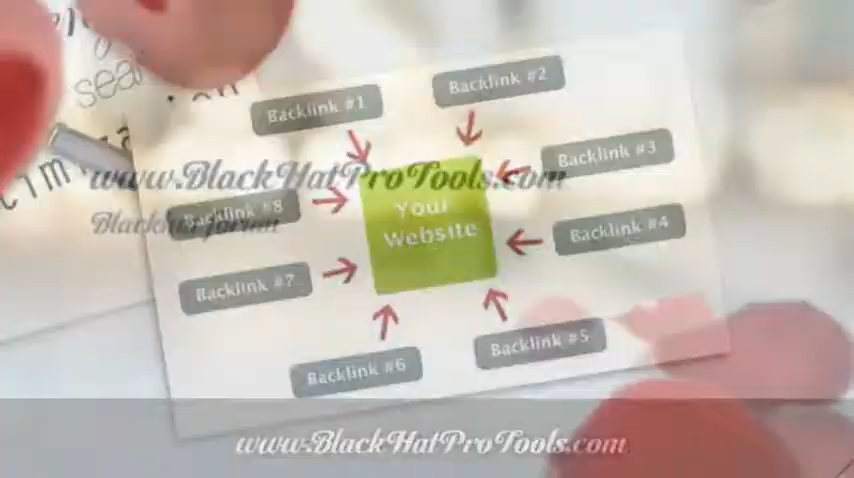 sea
Backlink #1
Backlink #2
Backlink #3
www.BlackHatProTools.com
Backlink #8
Your
Website
Backlink #4
Backlink #7
Backlink #5
Backlink #6
www.BlackHatProTools.com